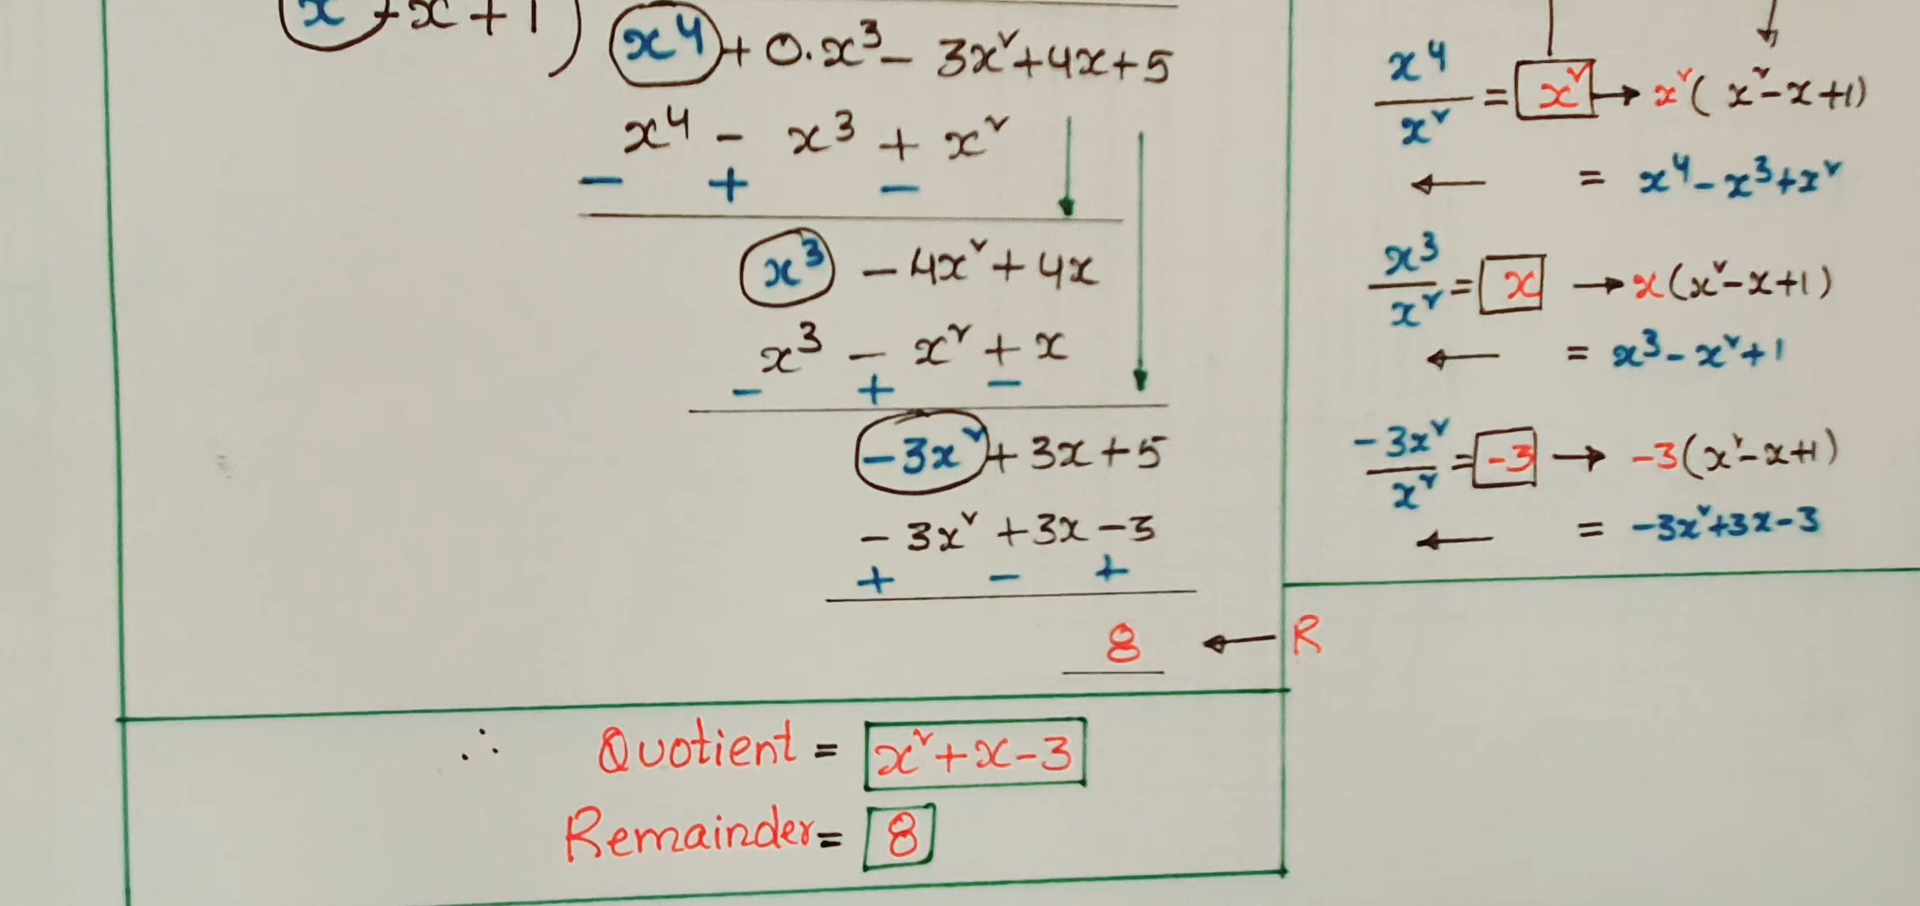 x² - x + 1) x⁴ + 0·x³ - 3x² + 4x + 5
x⁴ - x³ + x²
- + -
x³ - 4x² + 4x
x³ - x² + x
- + -
-3x² + 3x + 5
-3x² + 3x - 3
+ - +
8 ← R
∴ Quotient = x² + x - 3
Remainder = 8
x⁴/x² = x² → x²(x² - x + 1)
← = x⁴ - x³ + x²
x³/x² = x → x(x² - x + 1)
← = x³ - x² + 1
-3x²/x² = -3 → -3(x² - x + 1)
← = -3x² + 3x - 3